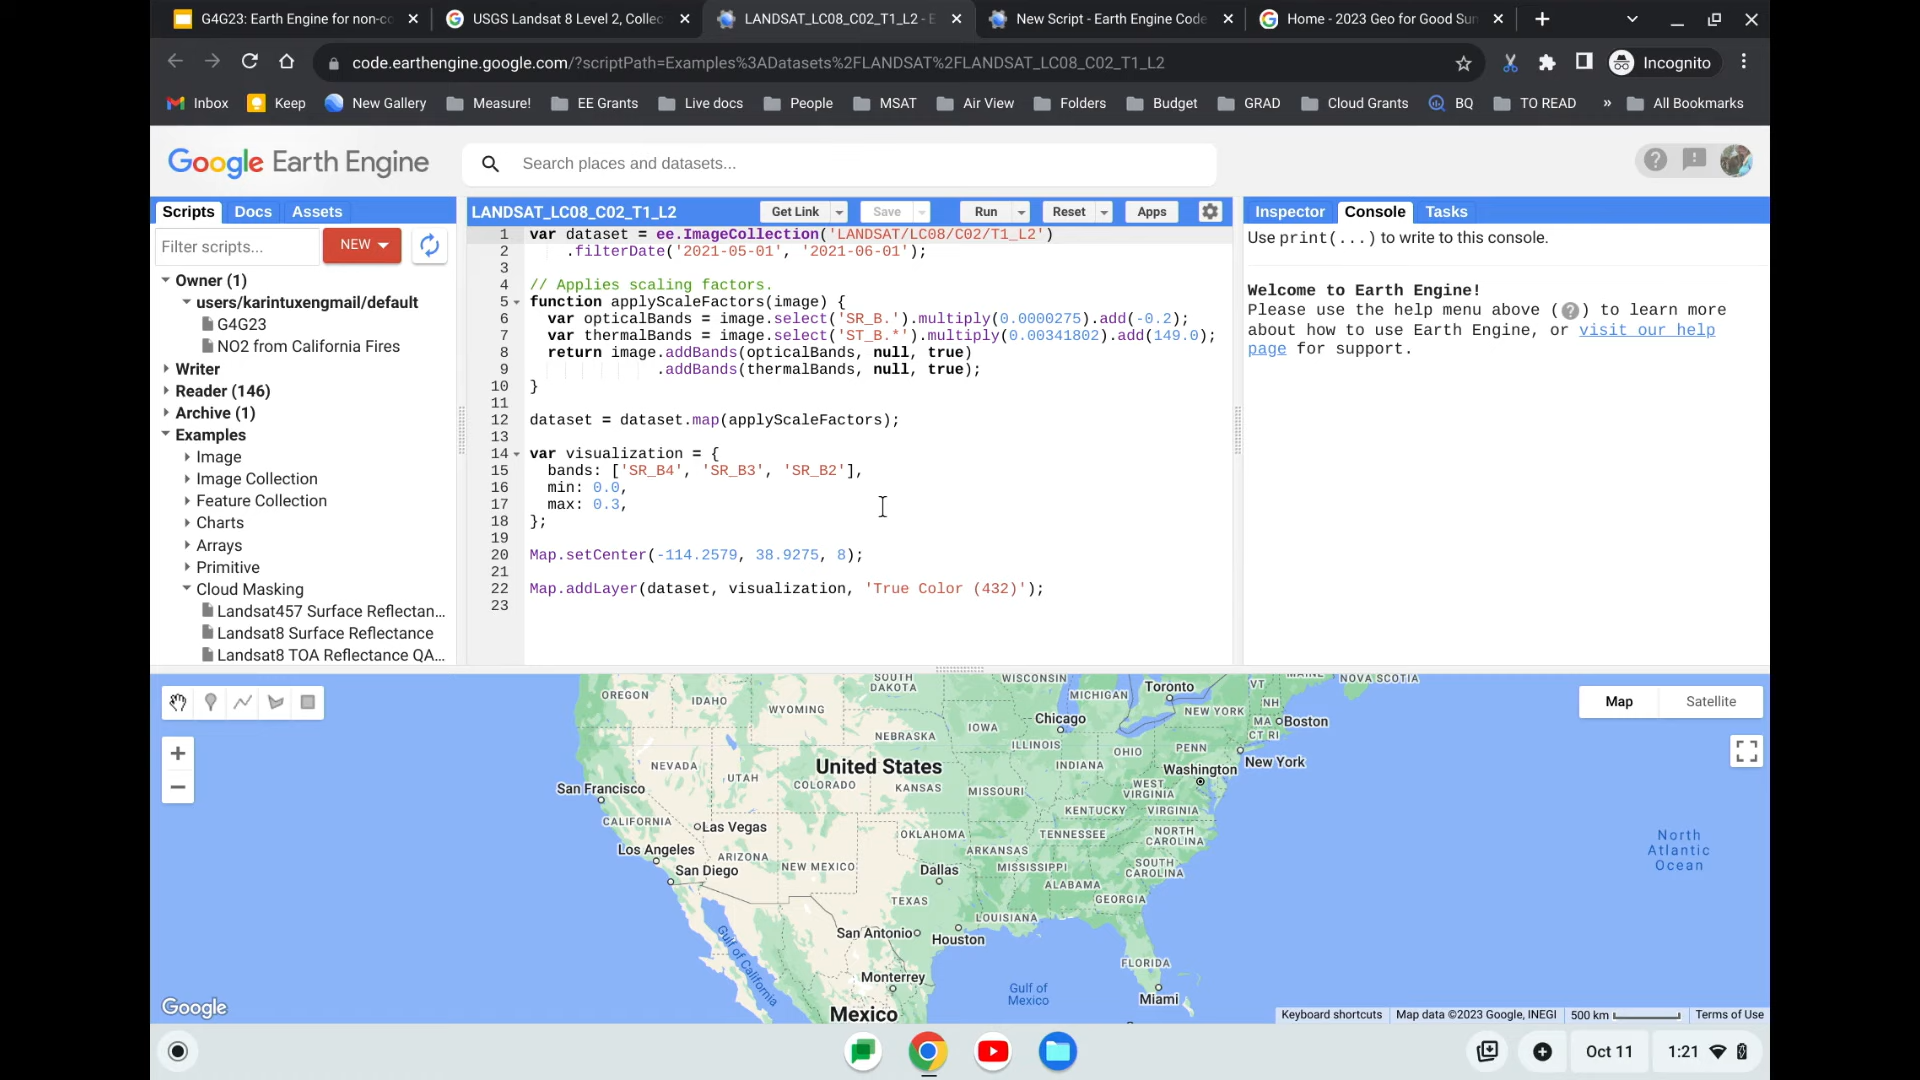 G4G23: Earth Engine for non-co
USGS Landsat 8 Level 2, Collec
LANDSAT_LC08_C02_T1_L2 - E
New Script - Earth Engine Code
Home - 2023 Geo for Good Sum
code.earthengine.google.com/?scriptPath=Examples%3ADatasets%2FLANDSAT%2FLANDSAT_LC08_C02_T1_L2
Incognito
Inbox
Keep
New Gallery
Measure!
EE Grants
Live docs
People
MSAT
Air View
Folders
Budget
GRAD
Cloud Grants
BQ
TO READ
»
All Bookmarks
Google Earth Engine
Search places and datasets...
Scripts
Docs
Assets
Filter scripts...
NEW
Owner (1)
users/karintuxengmail/default
G4G23
NO2 from California Fires
Writer
Reader (146)
Archive (1)
Examples
Image
Image Collection
Feature Collection
Charts
Arrays
Primitive
Cloud Masking
Landsat457 Surface Reflectan...
Landsat8 Surface Reflectance
Landsat8 TOA Reflectance QA...
LANDSAT_LC08_C02_T1_L2
Get Link
Save
Run
Reset
Apps
1 var dataset = ee.ImageCollection('LANDSAT/LC08/C02/T1_L2')
2 .filterDate('2021-05-01', '2021-06-01');
3
4 // Applies scaling factors.
5 function applyScaleFactors(image) {
6 var opticalBands = image.select('SR_B.').multiply(0.0000275).add(-0.2);
7 var thermalBands = image.select('ST_B.*').multiply(0.00341802).add(149.0);
8 return image.addBands(opticalBands, null, true)
9 .addBands(thermalBands, null, true);
10 }
11
12 dataset = dataset.map(applyScaleFactors);
13
14 var visualization = {
15 bands: ['SR_B4', 'SR_B3', 'SR_B2'],
16 min: 0.0,
17 max: 0.3,
18 };
19
20 Map.setCenter(-114.2579, 38.9275, 8);
21
22 Map.addLayer(dataset, visualization, 'True Color (432)');
23
Inspector
Console
Tasks
Use print(...) to write to this console.
Welcome to Earth Engine!
Please use the help menu above (?) to learn more
about how to use Earth Engine, or visit our help
page for support.
Map
Satellite
OREGON
IDAHO
WYOMING
SOUTH
DAKOTA
WISCONSIN
MICHIGAN
Toronto
VT
NH
NOVA SCOTIA
NEW YORK
MA
Boston
CT RI
Chicago
IOWA
NEBRASKA
ILLINOIS
INDIANA
OHIO
PENN
New York
Washington
NEVADA
UTAH
COLORADO
United States
KANSAS
MISSOURI
WEST
VIRGINIA
VIRGINIA
KENTUCKY
San Francisco
CALIFORNIA
Las Vegas
Los Angeles
San Diego
ARIZONA
NEW MEXICO
OKLAHOMA
TENNESSEE
NORTH
CAROLINA
ARKANSAS
MISSISSIPPI
SOUTH
CAROLINA
Dallas
ALABAMA
GEORGIA
TEXAS
LOUISIANA
San Antonio
Houston
FLORIDA
Gulf of California
Monterrey
Gulf of
Mexico
Miami
Mexico
North
Atlantic
Ocean
Google
Keyboard shortcuts
Map data ©2023 Google, INEGI
500 km
Terms of Use
Oct 11
1:21